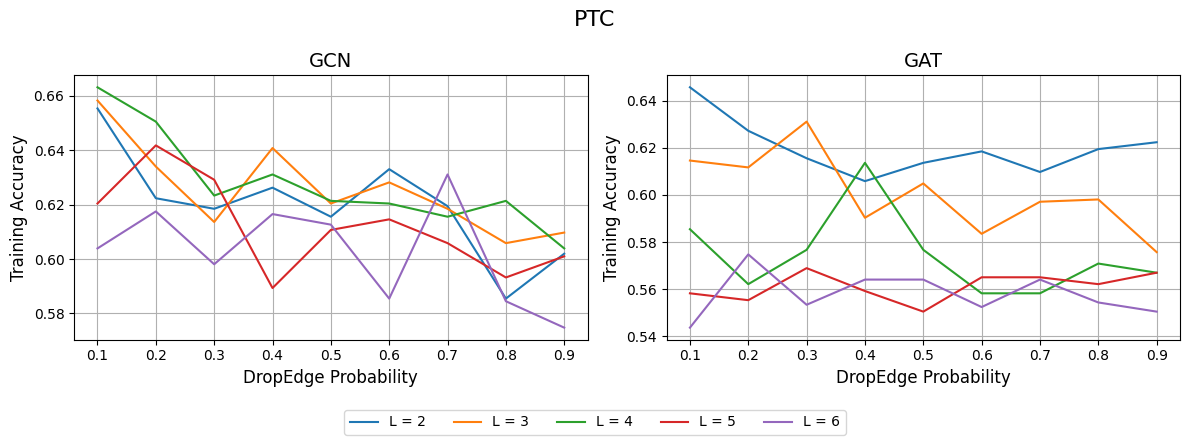 PTC
GCN
Training Accuracy
0.66
0.64
0.62
0.60
0.58
0.1 0.2 0.3 0.4 0.5 0.6 0.7 0.8 0.9
DropEdge Probability
GAT
Training Accuracy
0.64
0.62
0.60
0.58
0.56
0.54
0.1 0.2 0.3 0.4 0.5 0.6 0.7 0.8 0.9
DropEdge Probability
L = 2 L = 3 L = 4 L = 5 L = 6